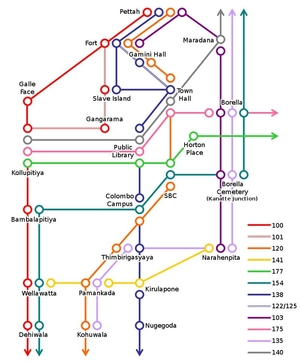 Pettah
Fort
Maradana
Gamini Hall
Galle
Face
Slave Island
Town
Hall
Gangarama
Borella
Public
Library
Horton
Place
Kollupitiya
Borella
Cemetery
(Kanatte Junction)
Colombo
Campus
SBC
Bambalapitiya
Thimbirigasyaya
Narahenpita
Wellawatta
Pamankada
Kirulapone
Dehiwala
Kohuwala
Nugegoda
100
101
120
141
177
154
138
122/125
103
175
135
140